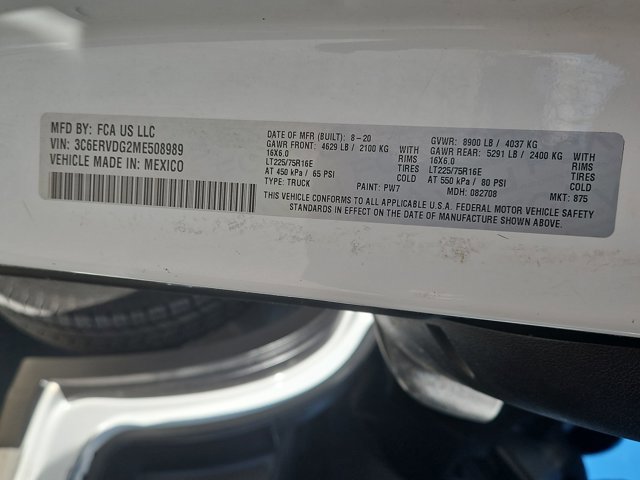 MFD BY: FCA US LLC
VIN: 3C6ERVDG2ME508989
VEHICLE MADE IN: MEXICO
DATE OF MFR (BUILT): 8-20
GAWR FRONT: 4629 LB / 2100 KG WITH
16X6.0 RIMS
LT225/75R16E TIRES
AT 450 kPa / 65 PSI COLD
TYPE: TRUCK PAINT: PW7
GVWR: 8900 LB / 4037 KG
GAWR REAR: 5291 LB / 2400 KG WITH
16X6.0 RIMS
LT225/75R16E TIRES
AT 550 kPa / 80 PSI COLD
MDH: 082708 MKT: 875
THIS VEHICLE CONFORMS TO ALL APPLICABLE U.S.A. FEDERAL MOTOR VEHICLE SAFETY
STANDARDS IN EFFECT ON THE DATE OF MANUFACTURE SHOWN ABOVE.